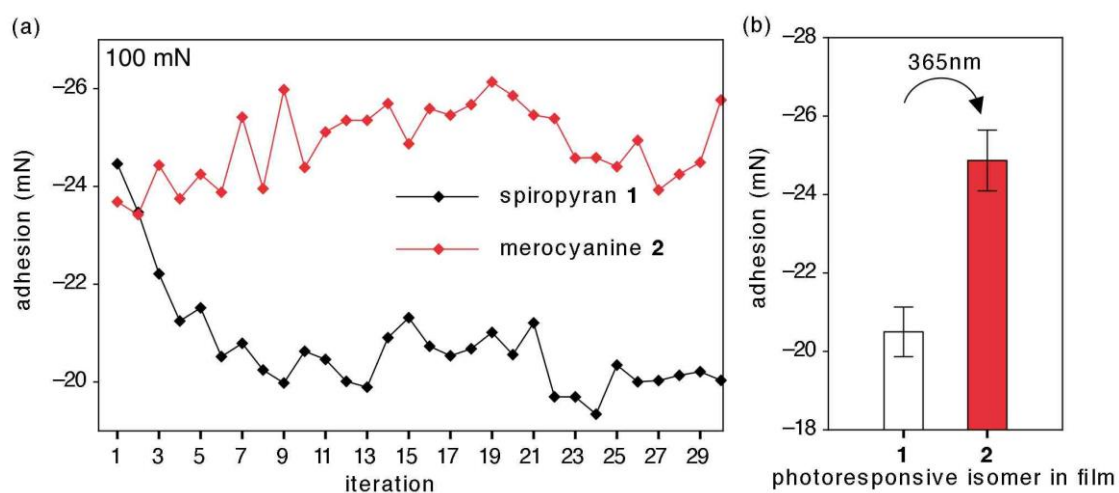 (a)
100 mN
−26
−24
−22
−20
adhesion (mN)
spiropyran 1
merocyanine 2
1 3 5 7 9 11 13 15 17 19 21 23 25 27 29
iteration
(b)
−28
−26
−24
−22
−20
−18
adhesion (mN)
365nm
1 2
photoresponsive isomer in film